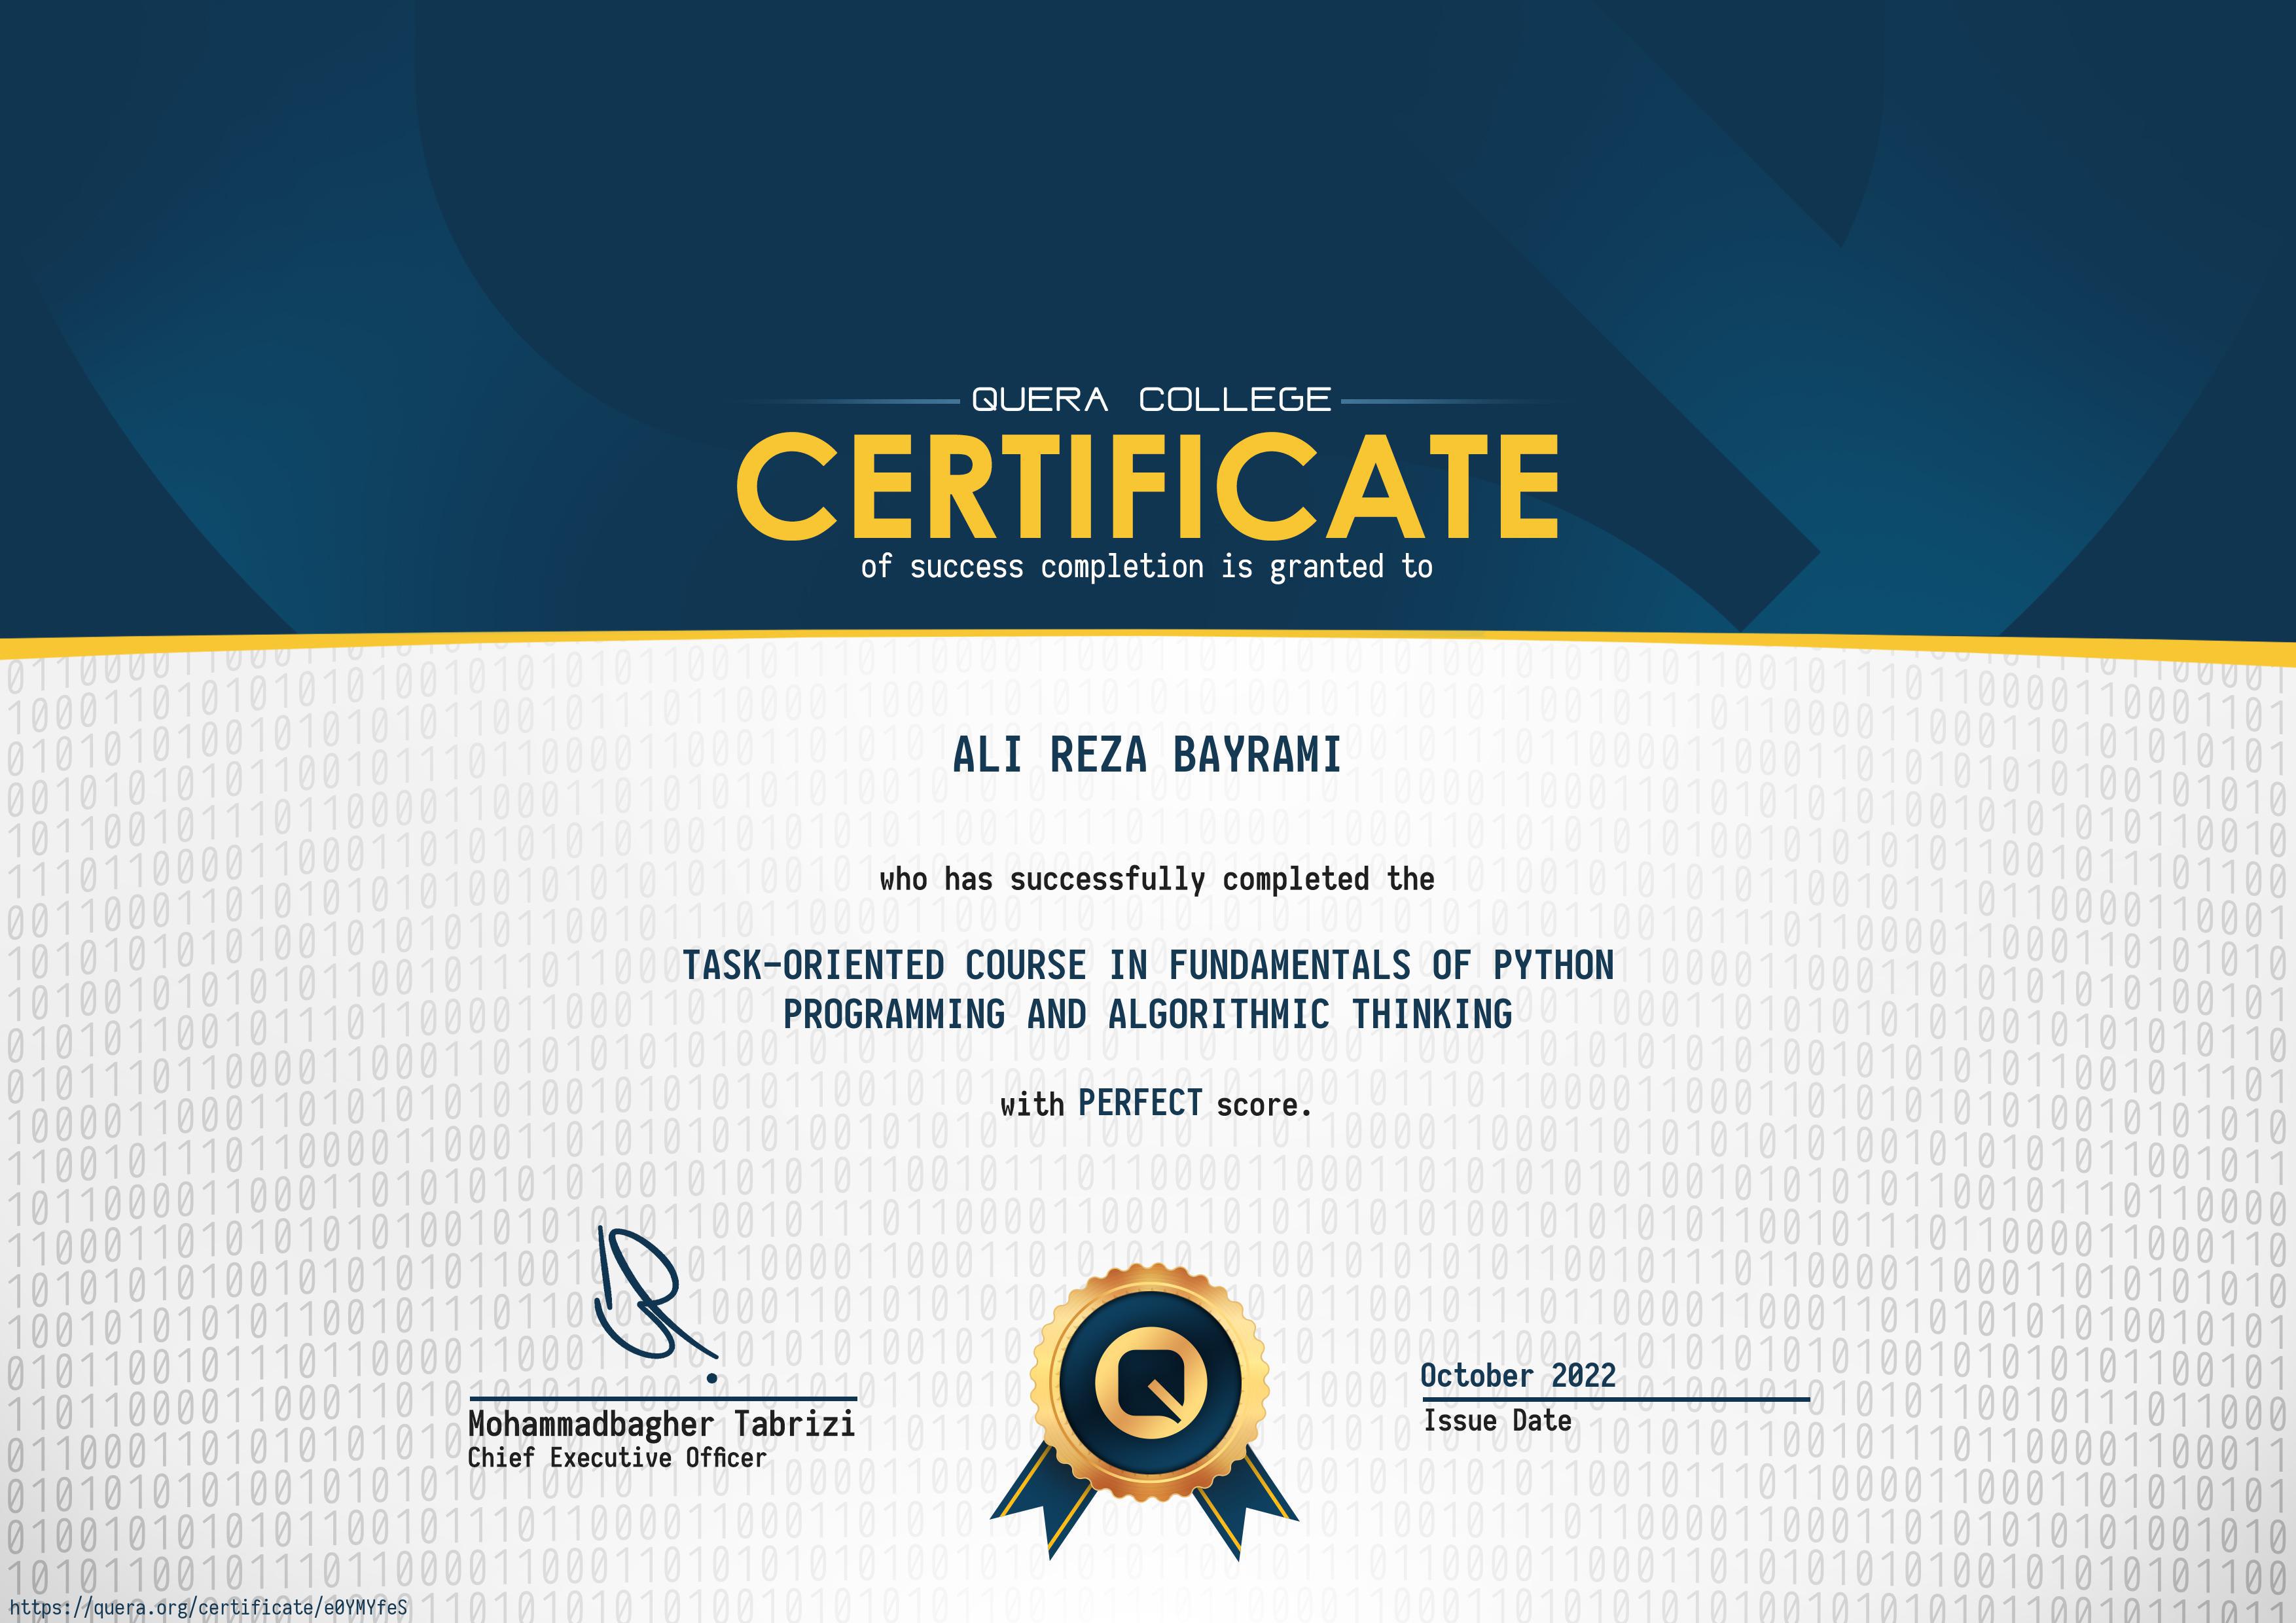 QUERA COLLEGE
CERTIFICATE
of success completion is granted to
ALI REZA BAYRAMI
who has successfully completed the
TASK-ORIENTED COURSE IN FUNDAMENTALS OF PYTHON
PROGRAMMING AND ALGORITHMIC THINKING
with PERFECT score.
Mohammadbagher Tabrizi
Chief Executive Officer
October 2022
Issue Date
https://quera.org/certificate/e0YMYfeS